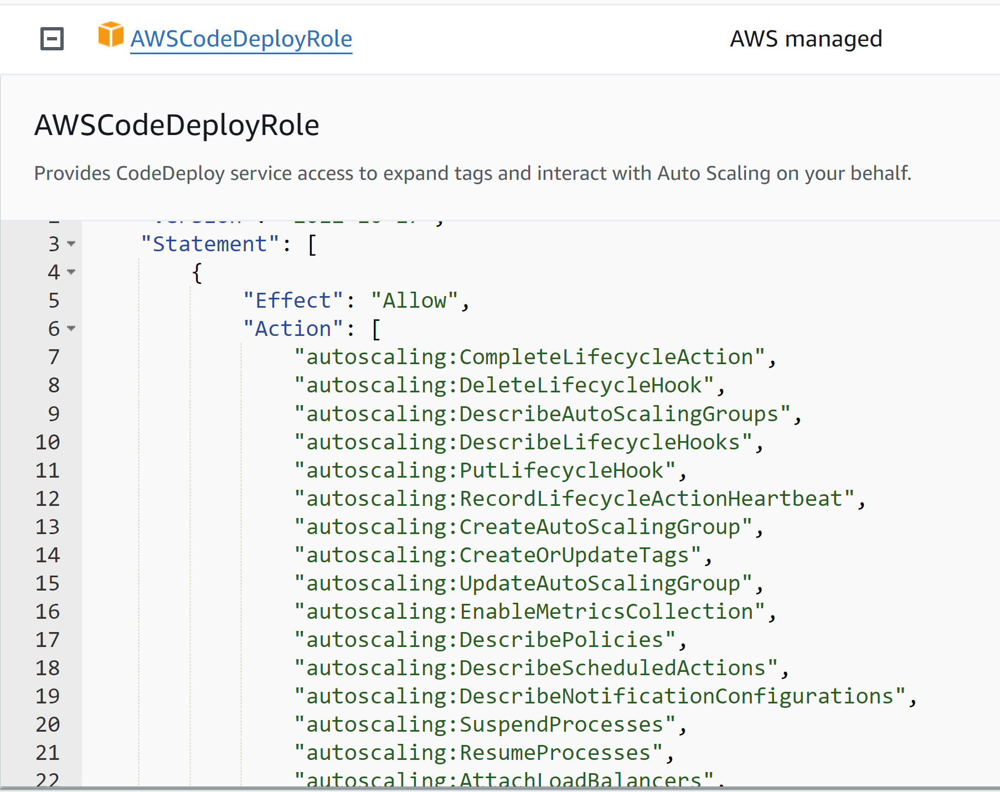 AWSCodeDeployRole AWS managed
AWSCodeDeployRole
Provides CodeDeploy service access to expand tags and interact with Auto Scaling on your behalf.
3 "Statement": [
4 {
5 "Effect": "Allow",
6 "Action": [
7 "autoscaling:CompleteLifecycleAction",
8 "autoscaling:DeleteLifecycleHook",
9 "autoscaling:DescribeAutoScalingGroups",
10 "autoscaling:DescribeLifecycleHooks",
11 "autoscaling:PutLifecycleHook",
12 "autoscaling:RecordLifecycleActionHeartbeat",
13 "autoscaling:CreateAutoScalingGroup",
14 "autoscaling:CreateOrUpdateTags",
15 "autoscaling:UpdateAutoScalingGroup",
16 "autoscaling:EnableMetricsCollection",
17 "autoscaling:DescribePolicies",
18 "autoscaling:DescribeScheduledActions",
19 "autoscaling:DescribeNotificationConfigurations",
20 "autoscaling:SuspendProcesses",
21 "autoscaling:ResumeProcesses",
22 "autoscaling:AttachLoadBalancers",